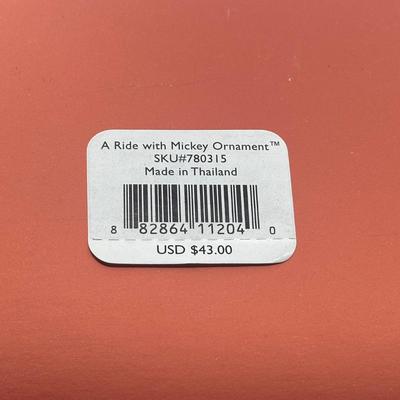 A Ride with Mickey Ornament™
SKU#780315
Made in Thailand
8 82864 11204 0
USD $43.00